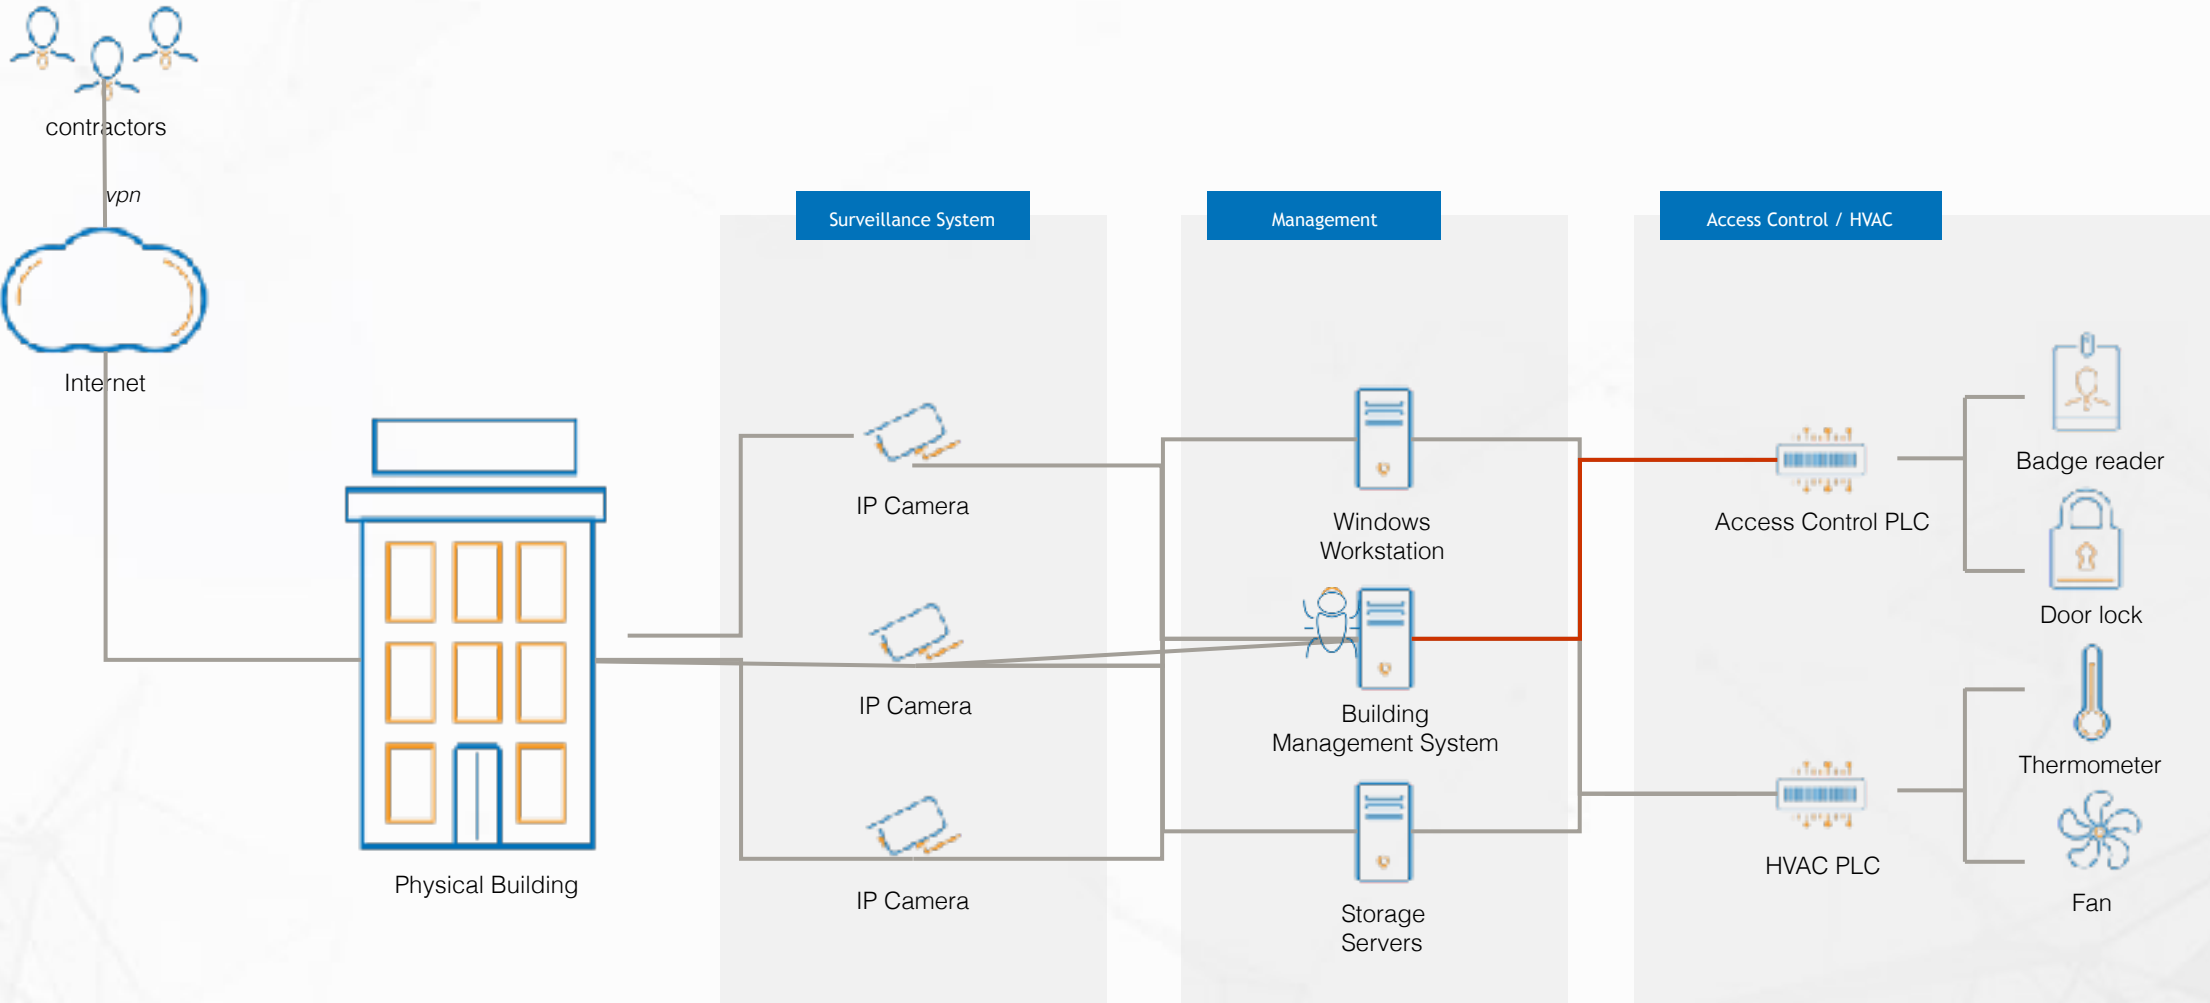 contractors
vpn
Internet
Physical Building
Surveillance System
IP Camera
IP Camera
IP Camera
Management
Windows
Workstation
Building
Management System
Storage
Servers
Access Control / HVAC
Access Control PLC
Badge reader
Door lock
HVAC PLC
Thermometer
Fan